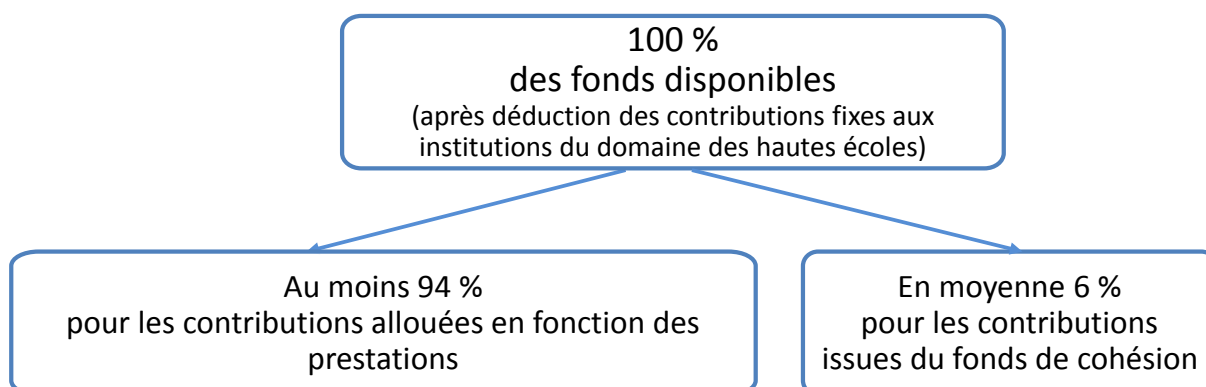 100 %
des fonds disponibles
(après déduction des contributions fixes aux
institutions du domaine des hautes écoles)
Au moins 94 %
pour les contributions allouées en fonction des
prestations
En moyenne 6 %
pour les contributions
issues du fonds de cohésion